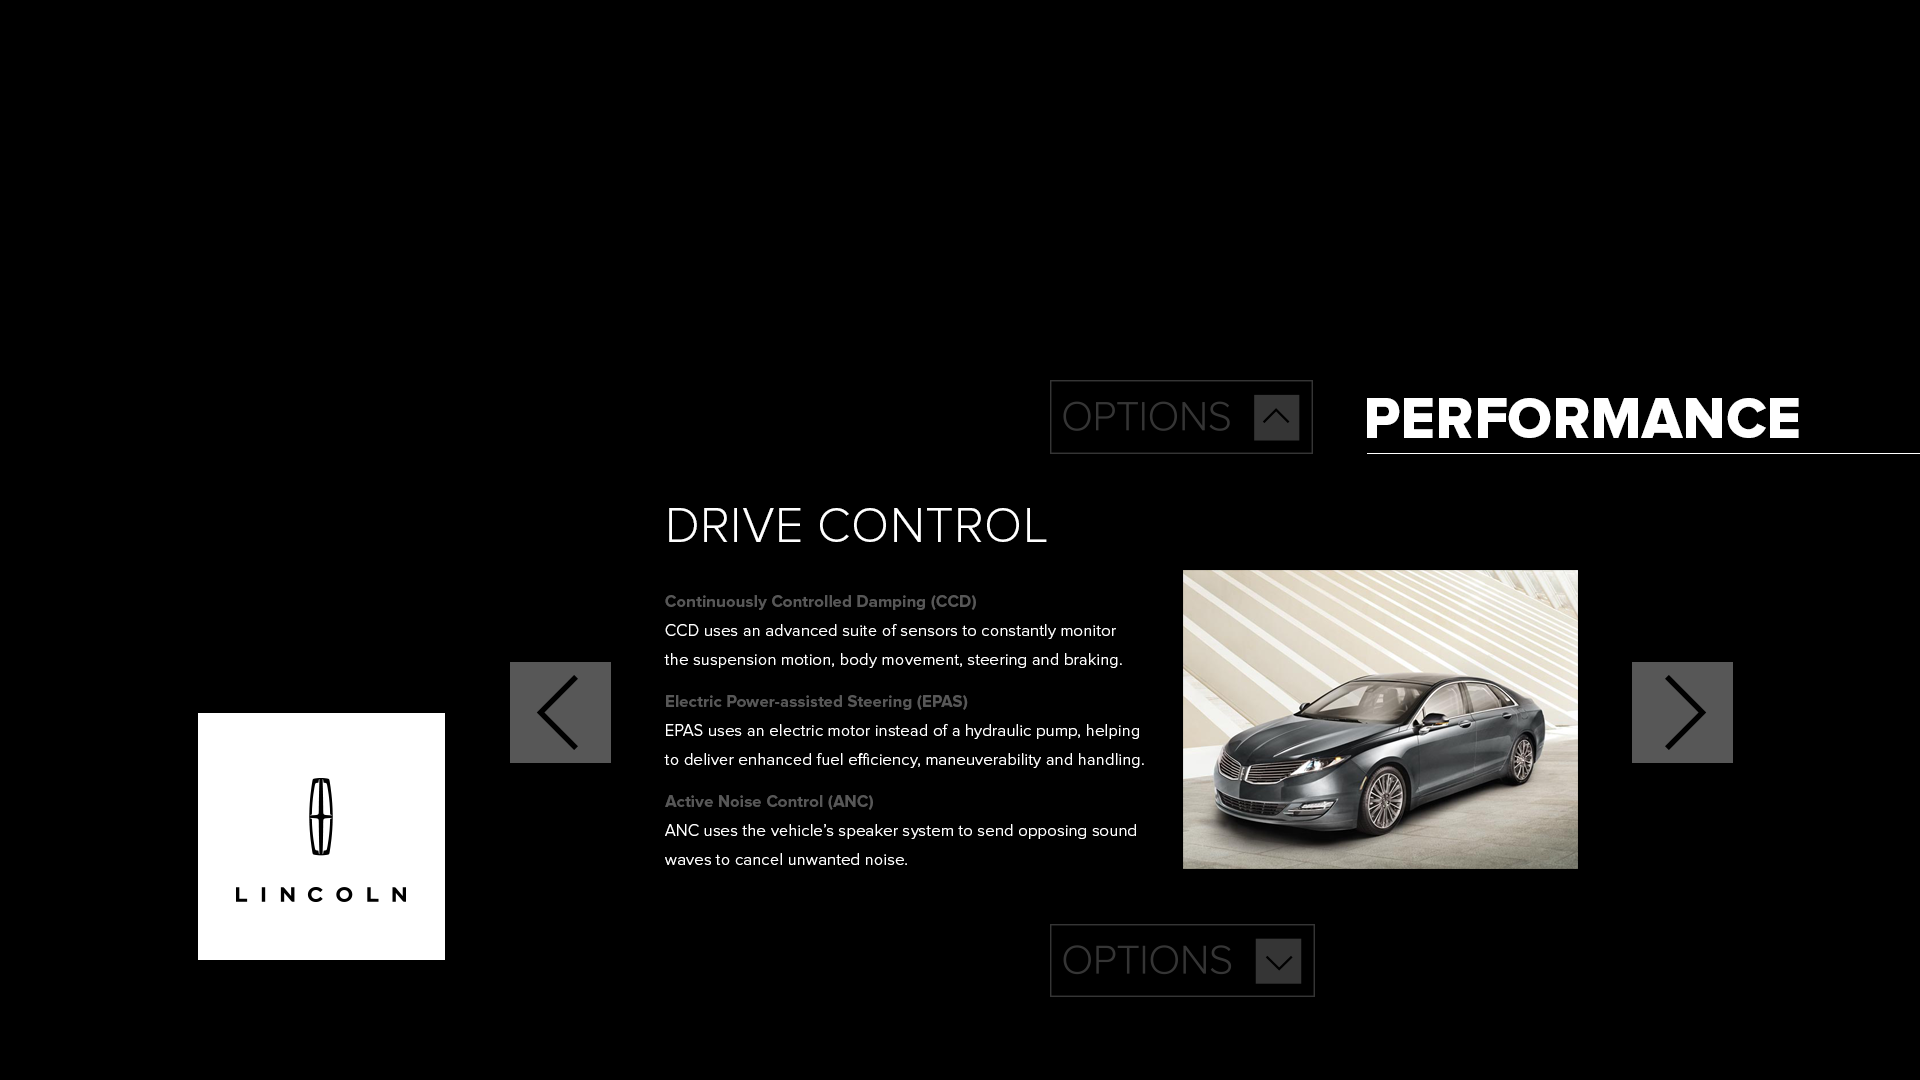 OPTIONS
PERFORMANCE
DRIVE CONTROL
Continuously Controlled Damping (CCD)
CCD uses an advanced suite of sensors to constantly monitor
the suspension motion, body movement, steering and braking.
Electric Power-assisted Steering (EPAS)
EPAS uses an electric motor instead of a hydraulic pump, helping
to deliver enhanced fuel efficiency, maneuverability and handling.
Active Noise Control (ANC)
ANC uses the vehicle’s speaker system to send opposing sound
waves to cancel unwanted noise.
LINCOLN
OPTIONS